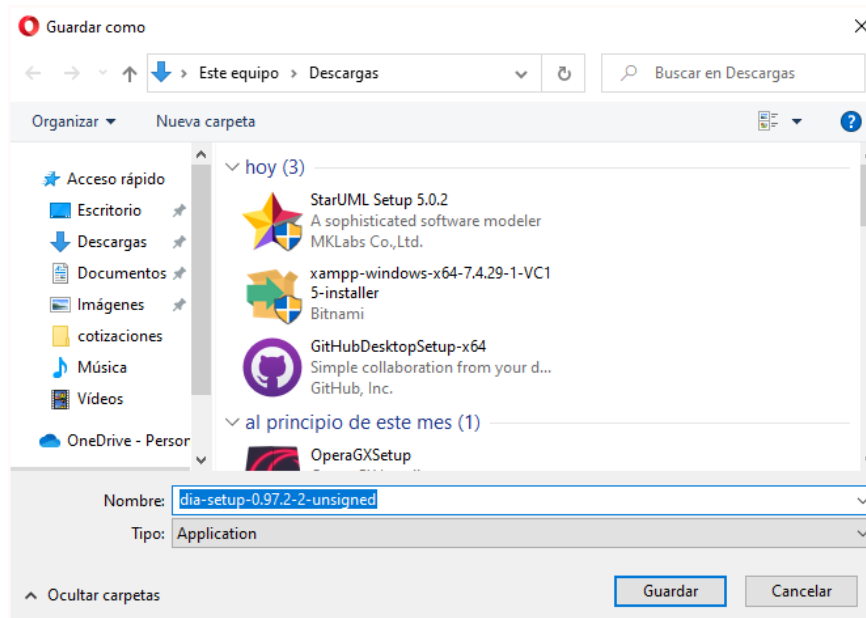 Guardar como
Este equipo > Descargas
Buscar en Descargas
Organizar
Nueva carpeta
Acceso rápido
Escritorio
Descargas
Documentos
Imágenes
cotizaciones
Música
Vídeos
OneDrive - Person
hoy (3)
StarUML Setup 5.0.2
A sophisticated software modeler
MKLabs Co.,Ltd.
xampp-windows-x64-7.4.29-1-VC1
5-installer
Bitnami
GitHubDesktopSetup-x64
Simple collaboration from your d...
GitHub, Inc.
al principio de este mes (1)
OperaGXSetup
Nombre: dia-setup-0.97.2-2-unsigned
Tipo: Application
Ocultar carpetas
Guardar
Cancelar